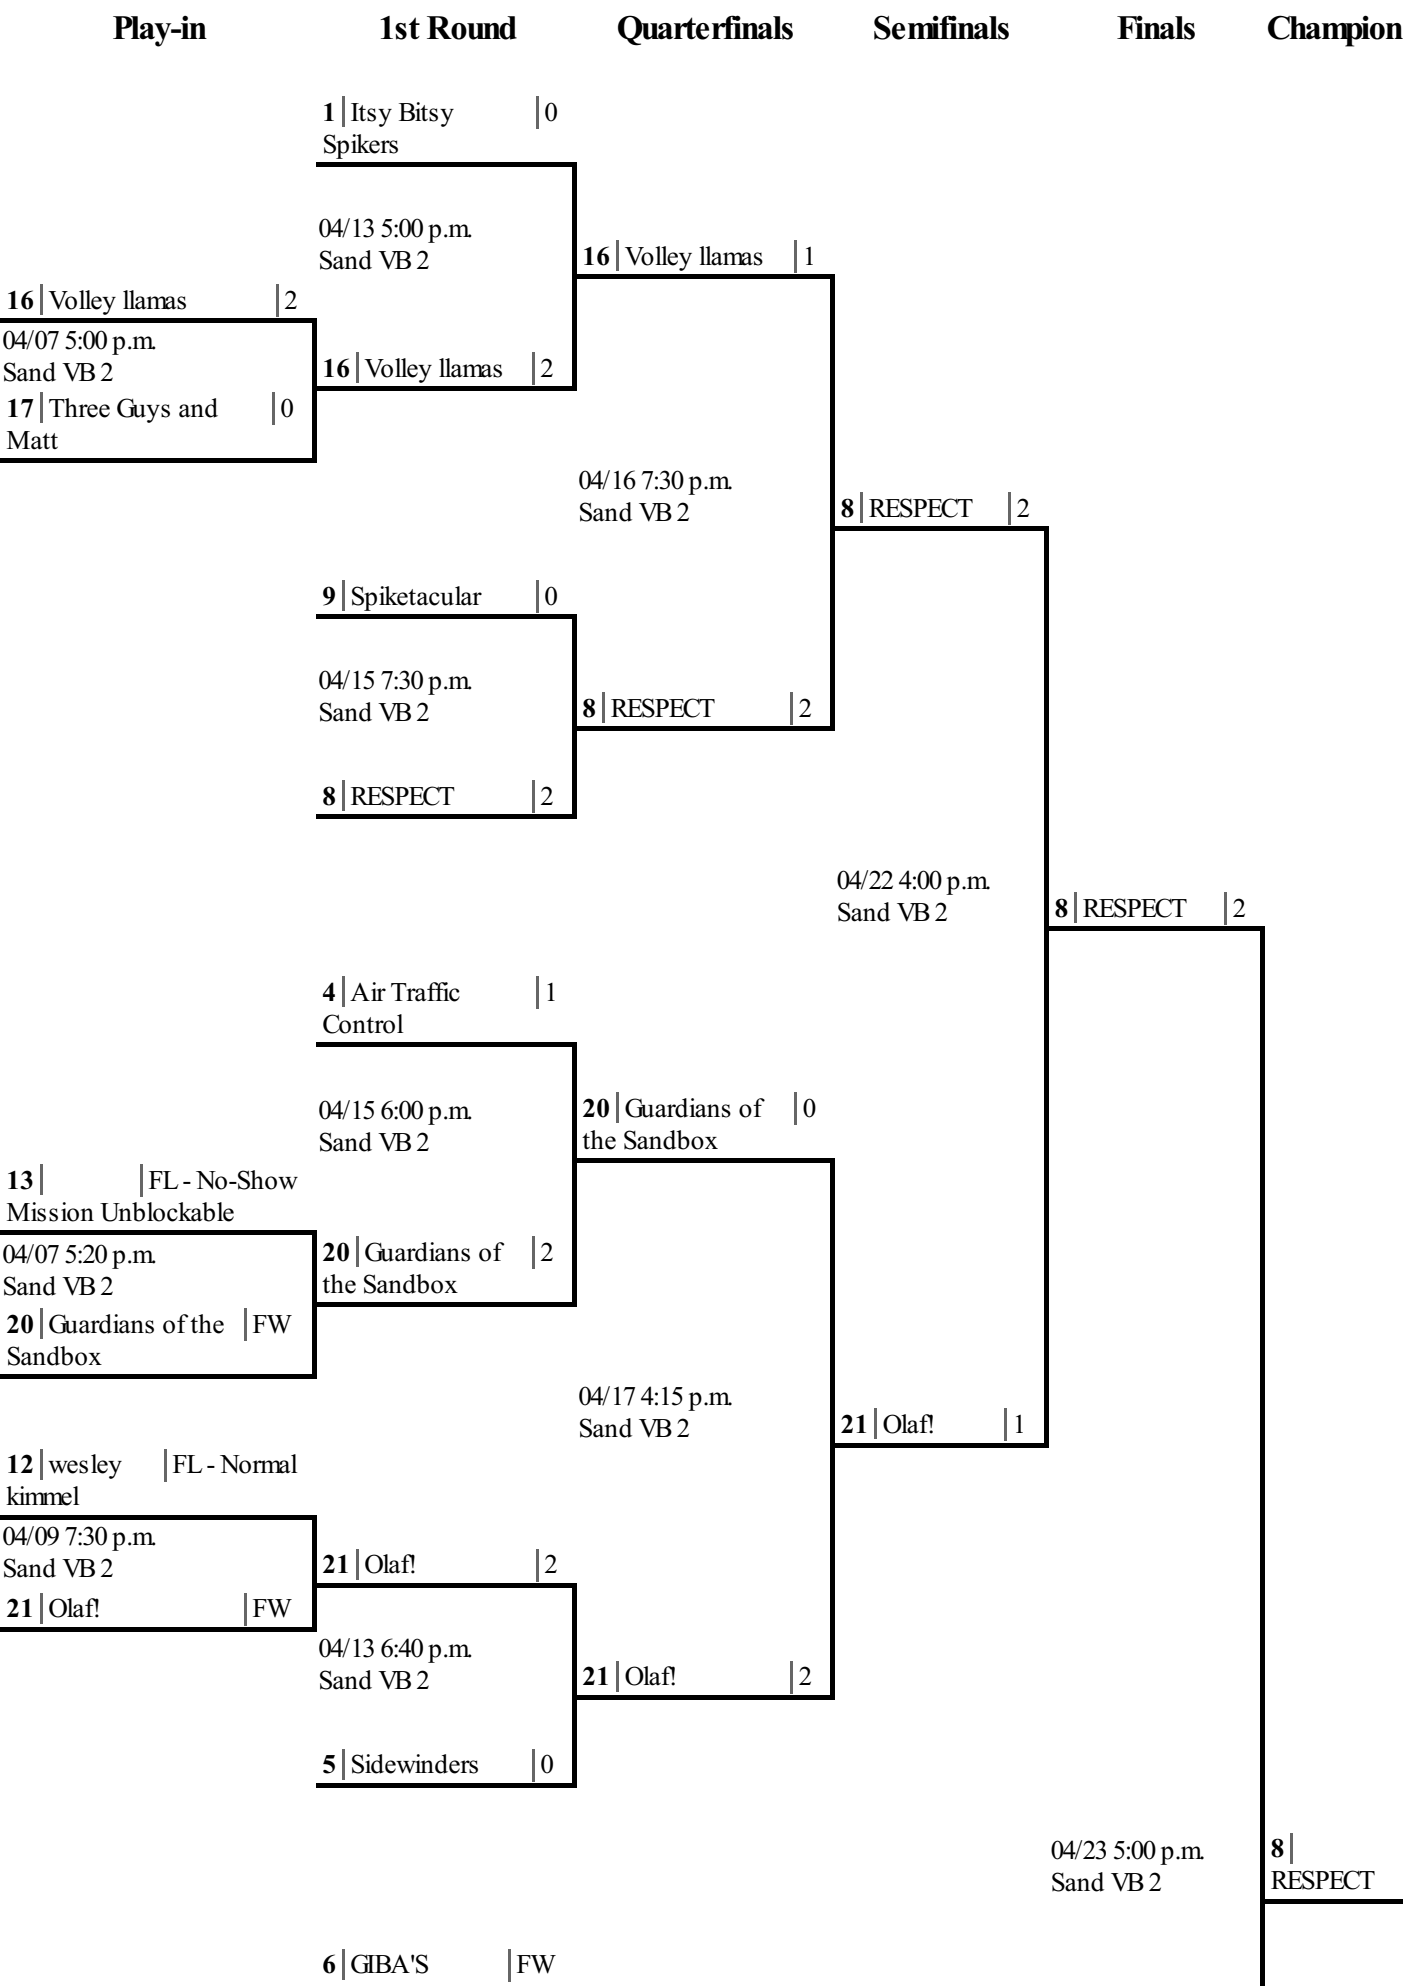 Play-in 1st Round Quarterfinals Semifinals Finals Champion
1 Itsy Bitsy 0
Spikers
04/13 5:00 p.m.
Sand VB 2
16 Volley llamas 1
16 Volley llamas 2
04/07 5:00 p.m.
Sand VB 2
16 Volley llamas 2
17 Three Guys and 0
Matt
04/16 7:30 p.m.
Sand VB 2
8 RESPECT 2
9 Spiketacular 0
04/15 7:30 p.m.
Sand VB 2
8 RESPECT 2
8 RESPECT 2
04/22 4:00 p.m.
Sand VB 2
8 RESPECT 2
4 Air Traffic 1
Control
04/15 6:00 p.m.
Sand VB 2
20 Guardians of 0
the Sandbox
13 FL - No-Show
Mission Unblockable
04/07 5:20 p.m.
Sand VB 2
20 Guardians of 2
the Sandbox
20 Guardians of the FW
Sandbox
04/17 4:15 p.m.
Sand VB 2
21 Olaf! 1
12 wesley FL - Normal
kimmel
04/09 7:30 p.m.
Sand VB 2
21 Olaf! 2
21 Olaf! FW
04/13 6:40 p.m.
Sand VB 2
21 Olaf! 2
5 Sidewinders 0
04/23 5:00 p.m.
Sand VB 2
8
RESPECT
6 GIBA'S FW